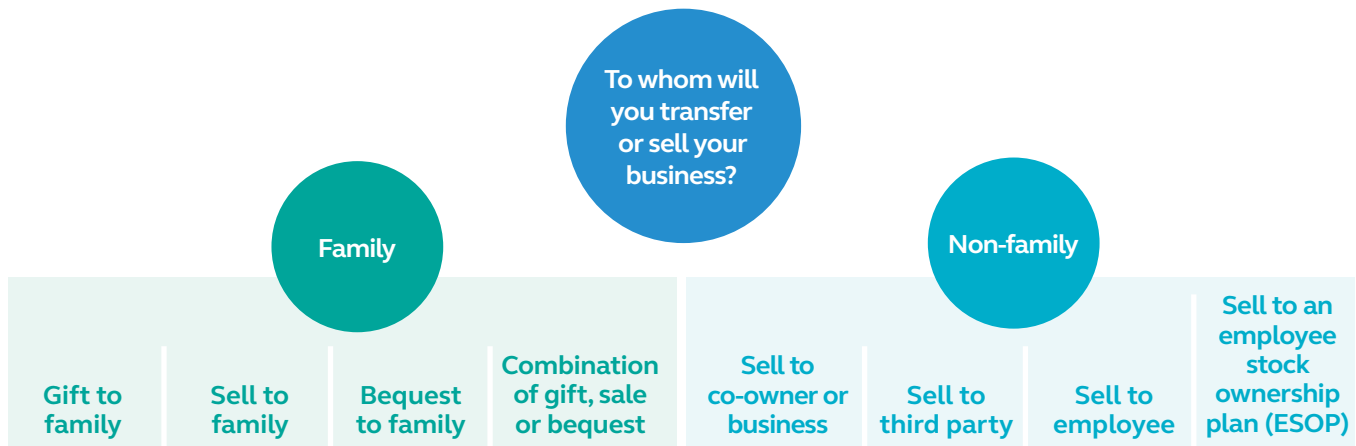 To whom will
you transfer
or sell your
business?
Family
Non-family
Gift to
family
Sell to
family
Bequest
to family
Combination
of gift, sale
or bequest
Sell to
co-owner or
business
Sell to
third party
Sell to
employee
Sell to an
employee
stock
ownership
plan (ESOP)